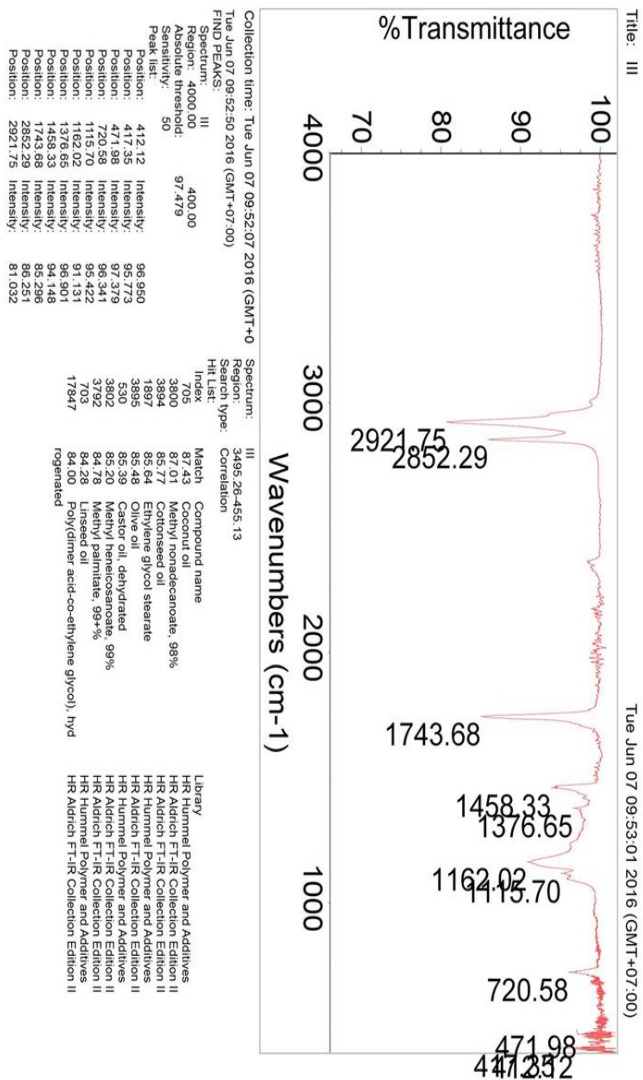 Title: III
Tue Jun 07 09:53:01 2016 (GMT+07:00)
%Transmittance
100
90
80
70
2921.75
2852.29
1743.68
1458.33
1376.65
1162.02
1115.70
720.58
471.98
417.35
412.12
4000
3000
2000
1000
Wavenumbers (cm-1)
Collection time: Tue Jun 07 09:52:07 2016 (GMT+0
Tue Jun 07 09:52:50 2016 (GMT+07:00)
FIND PEAKS:
Spectrum: III
Region: 4000.00 400.00
Absolute threshold: 97.479
Sensitivity: 50
Peak list:
Position: 412.12 Intensity: 96.950
Position: 417.35 Intensity: 95.773
Position: 471.98 Intensity: 97.379
Position: 720.58 Intensity: 96.341
Position: 1115.70 Intensity: 95.422
Position: 1162.02 Intensity: 91.131
Position: 1376.65 Intensity: 96.901
Position: 1458.33 Intensity: 94.148
Position: 1743.68 Intensity: 85.296
Position: 2852.29 Intensity: 86.251
Position: 2921.75 Intensity: 81.032
Spectrum: III
Region: 3495.26-455.13
Search type: Correlation
Hit List:
Index Match Compound name Library
705 87.43 Coconut oil HR Hummel Polymer and Additives
3800 87.01 Methyl nonadecanoate, 98% HR Aldrich FT-IR Collection Edition II
3894 85.77 Cottonseed oil HR Aldrich FT-IR Collection Edition II
1897 85.64 Ethylene glycol stearate HR Hummel Polymer and Additives
3895 85.48 Olive oil HR Aldrich FT-IR Collection Edition II
530 85.39 Castor oil, dehydrated HR Hummel Polymer and Additives
3802 85.20 Methyl heneicosanoate, 99% HR Aldrich FT-IR Collection Edition II
3792 84.78 Methyl palmitate, 99+% HR Aldrich FT-IR Collection Edition II
703 84.28 Linseed oil HR Hummel Polymer and Additives
17847 84.00 Poly(dimer acid-co-ethylene glycol), hyd HR Aldrich FT-IR Collection Edition II
rogenated